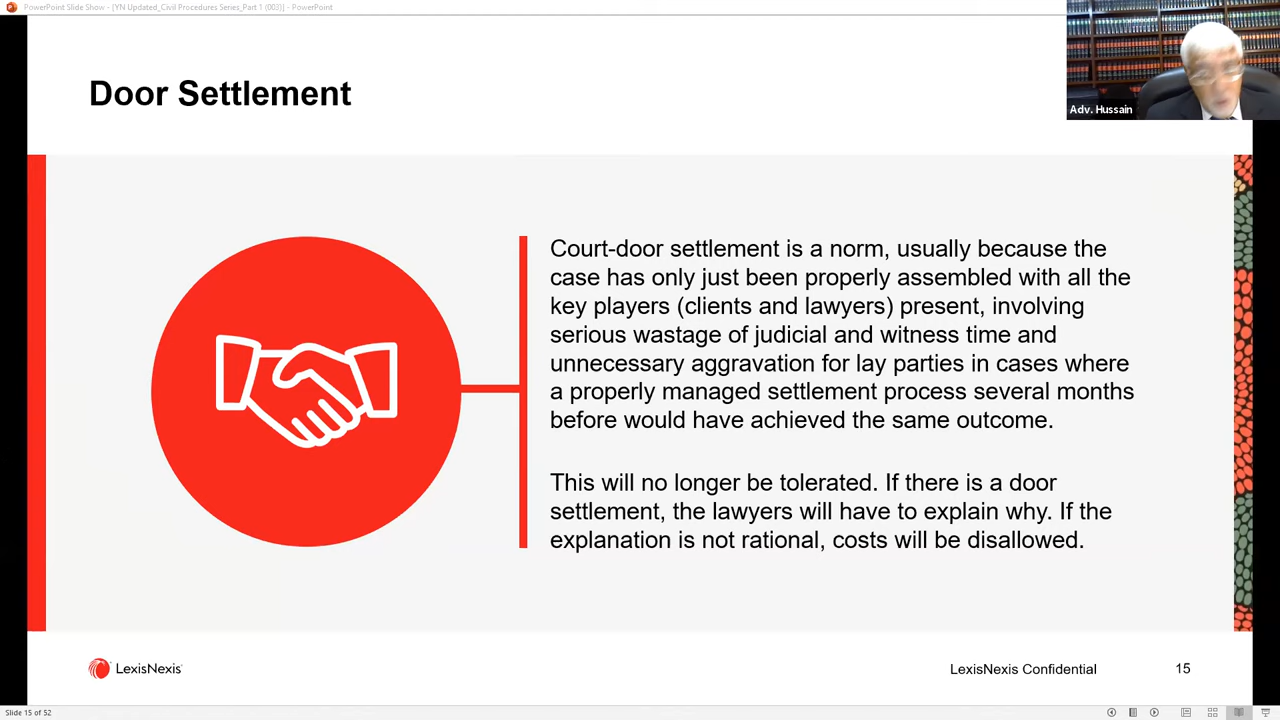 PowerPoint Slide Show - [YN Updated_Civil Procedures Series_Part 1 (003)] - PowerPoint
Adv. Hussain
Door Settlement
Court-door settlement is a norm, usually because the
case has only just been properly assembled with all the
key players (clients and lawyers) present, involving
serious wastage of judicial and witness time and
unnecessary aggravation for lay parties in cases where
a properly managed settlement process several months
before would have achieved the same outcome.
This will no longer be tolerated. If there is a door
settlement, the lawyers will have to explain why. If the
explanation is not rational, costs will be disallowed.
LexisNexis
LexisNexis Confidential
15
Slide 15 of 52